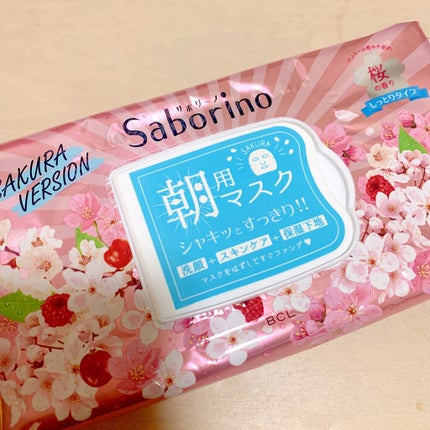 サボリーノ
Saborino
SAKURA
VERSION
桜
の香り
しっとりタイプ
SAKURA
朝用マスク
シャキッとすっきり!!
洗顔+スキンケア+保湿下地
マスクをはずしてすぐファンデ♥
BCL